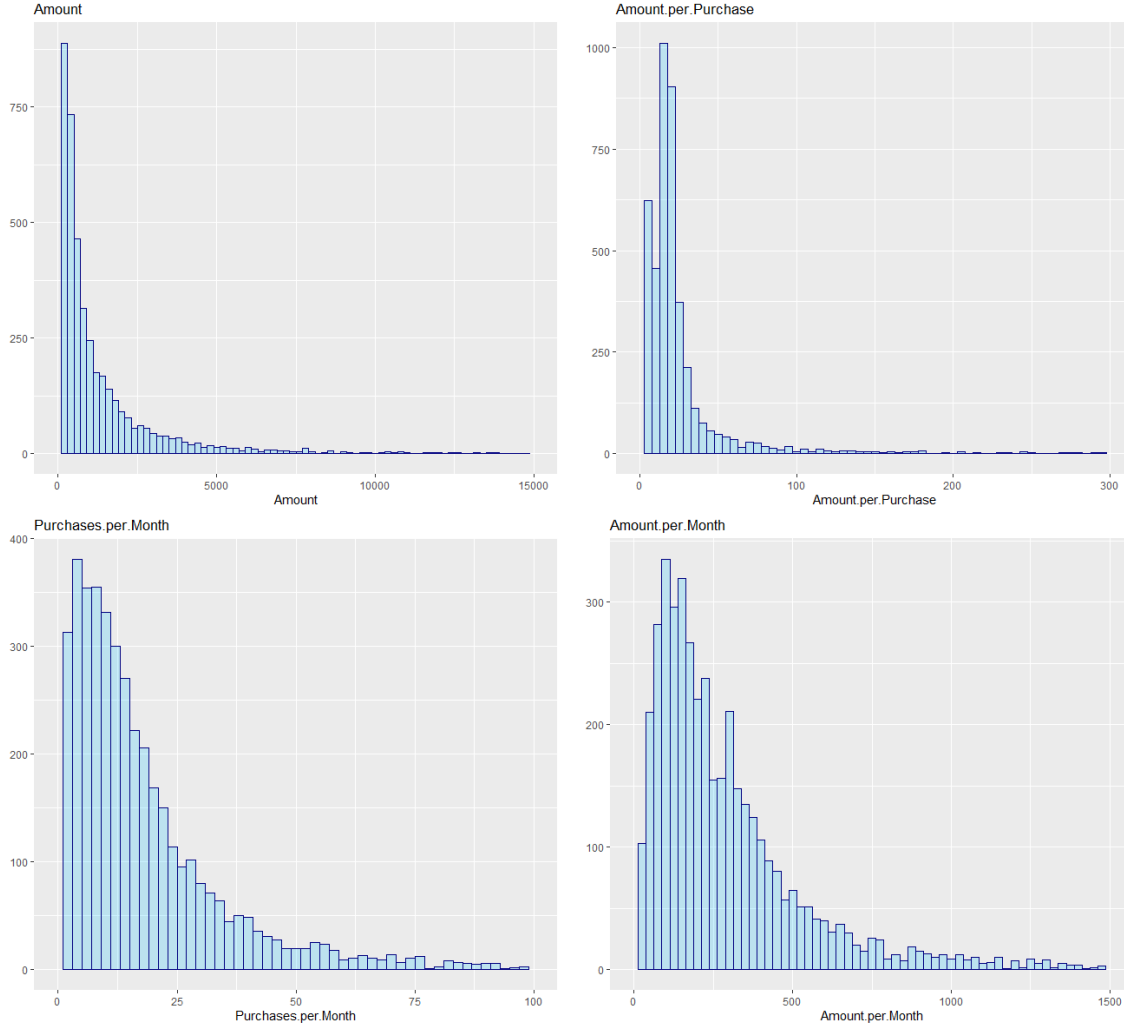 Amount
750
500
250
0
0 5000 10000 15000
Amount
Amount.per.Purchase
1000
750
500
250
0
0 100 200 300
Amount.per.Purchase
Purchases.per.Month
400
300
200
100
0
0 25 50 75 100
Purchases.per.Month
Amount.per.Month
300
200
100
0
0 500 1000 1500
Amount.per.Month